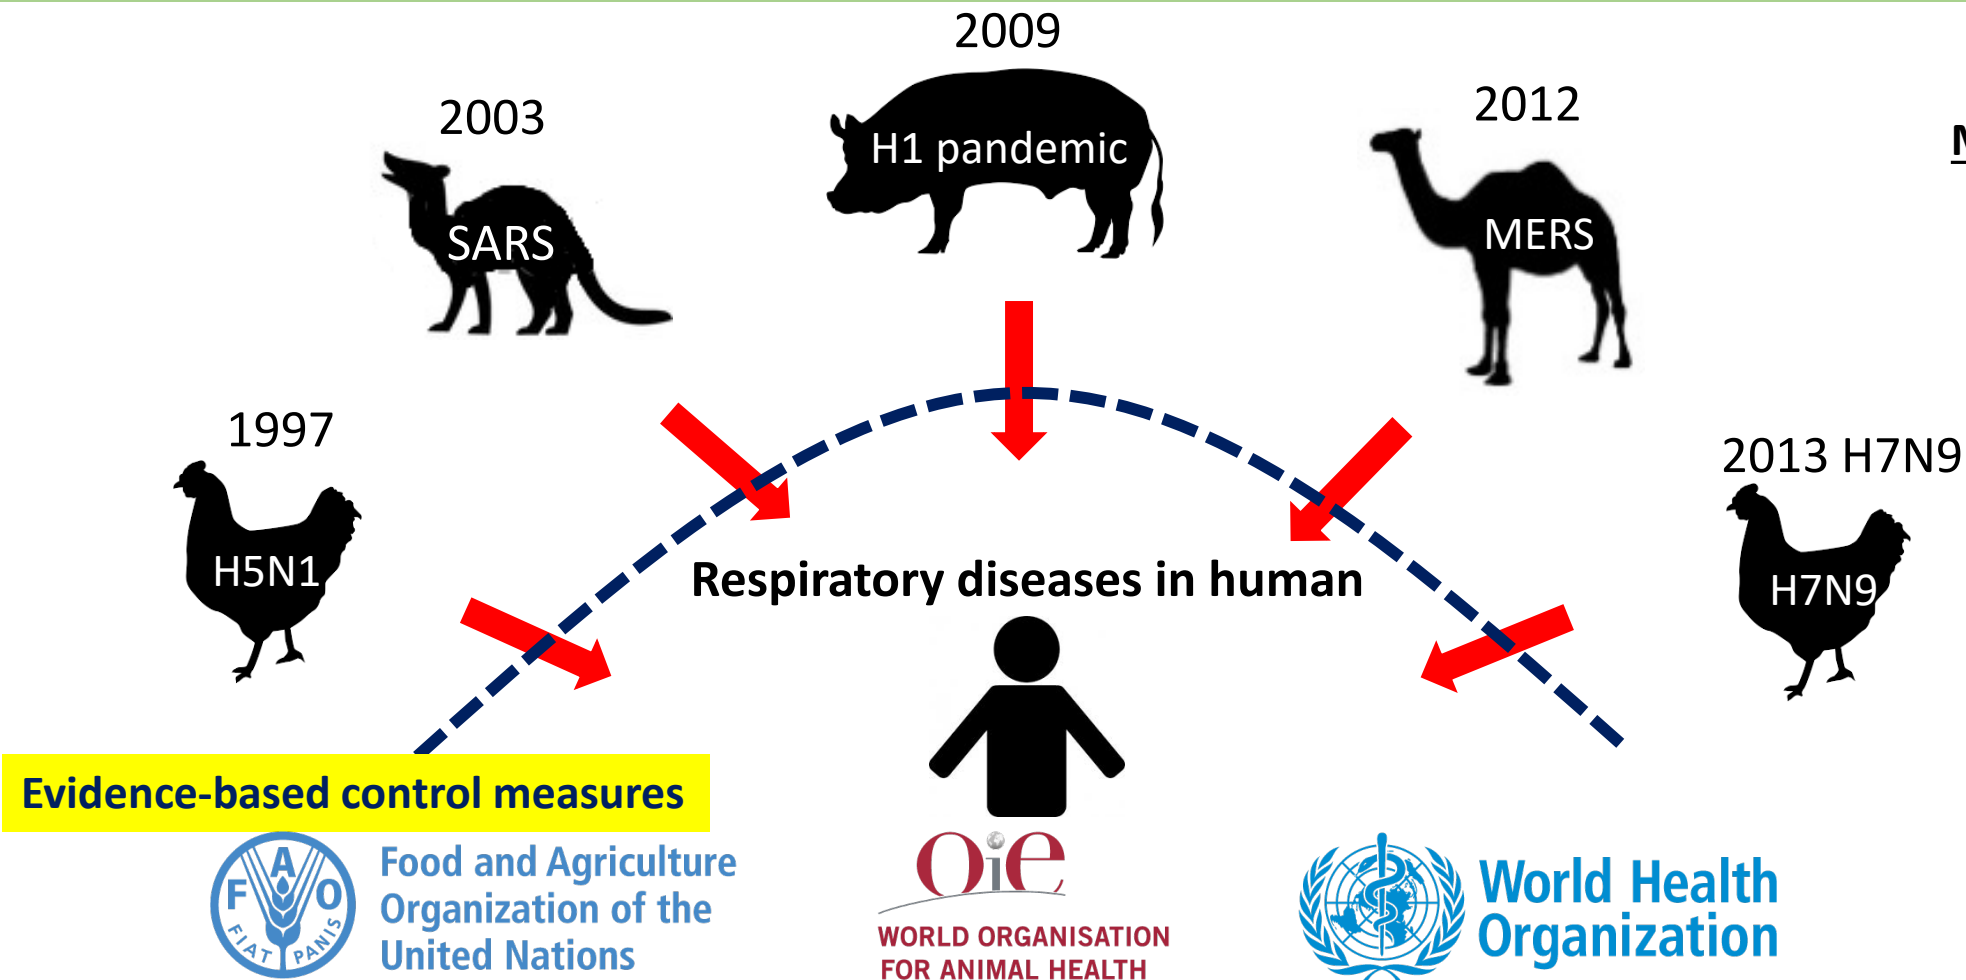 2009
2003
2012
H1 pandemic
SARS
MERS
1997
2013 H7N9
H5N1
H7N9
Respiratory diseases in human
Evidence-based control measures
FAO
FIAT PANIS
Food and Agriculture
Organization of the
United Nations
OiE
WORLD ORGANISATION
FOR ANIMAL HEALTH
World Health
Organization